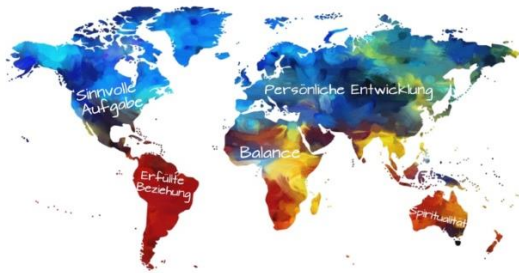 Sinnvolle
Aufgabe
Persönliche Entwicklung
Balance
Erfüllte
Beziehung
Spiritualität